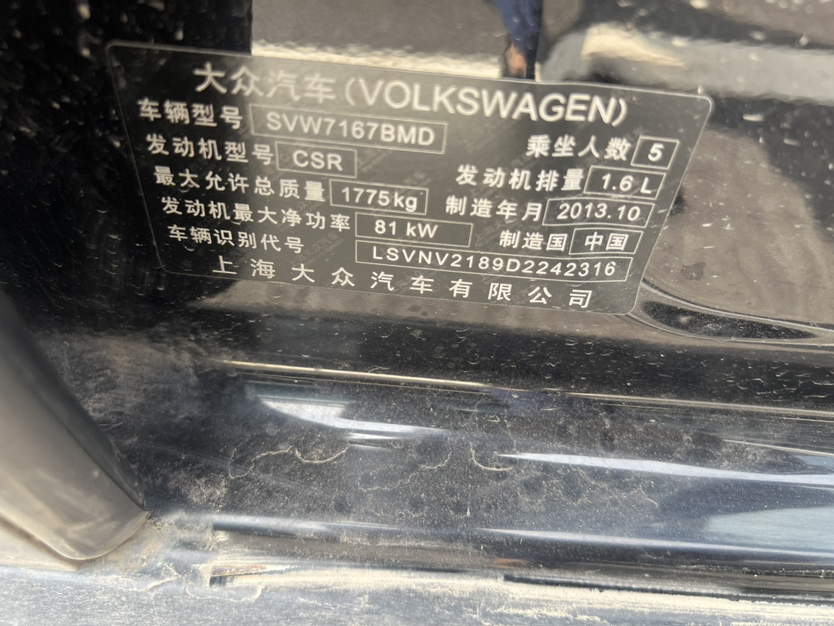 大众汽车(VOLKSWAGEN)
车辆型号 SVW7167BMD 乘坐人数 5
发动机型号 CSR 发动机排量 1.6 L
最大允许总质量 1775kg 制造年月 2013.10
发动机最大净功率 81 kW 制造国 中国
车辆识别代号 LSVNV2189D2242316
上海大众汽车有限公司